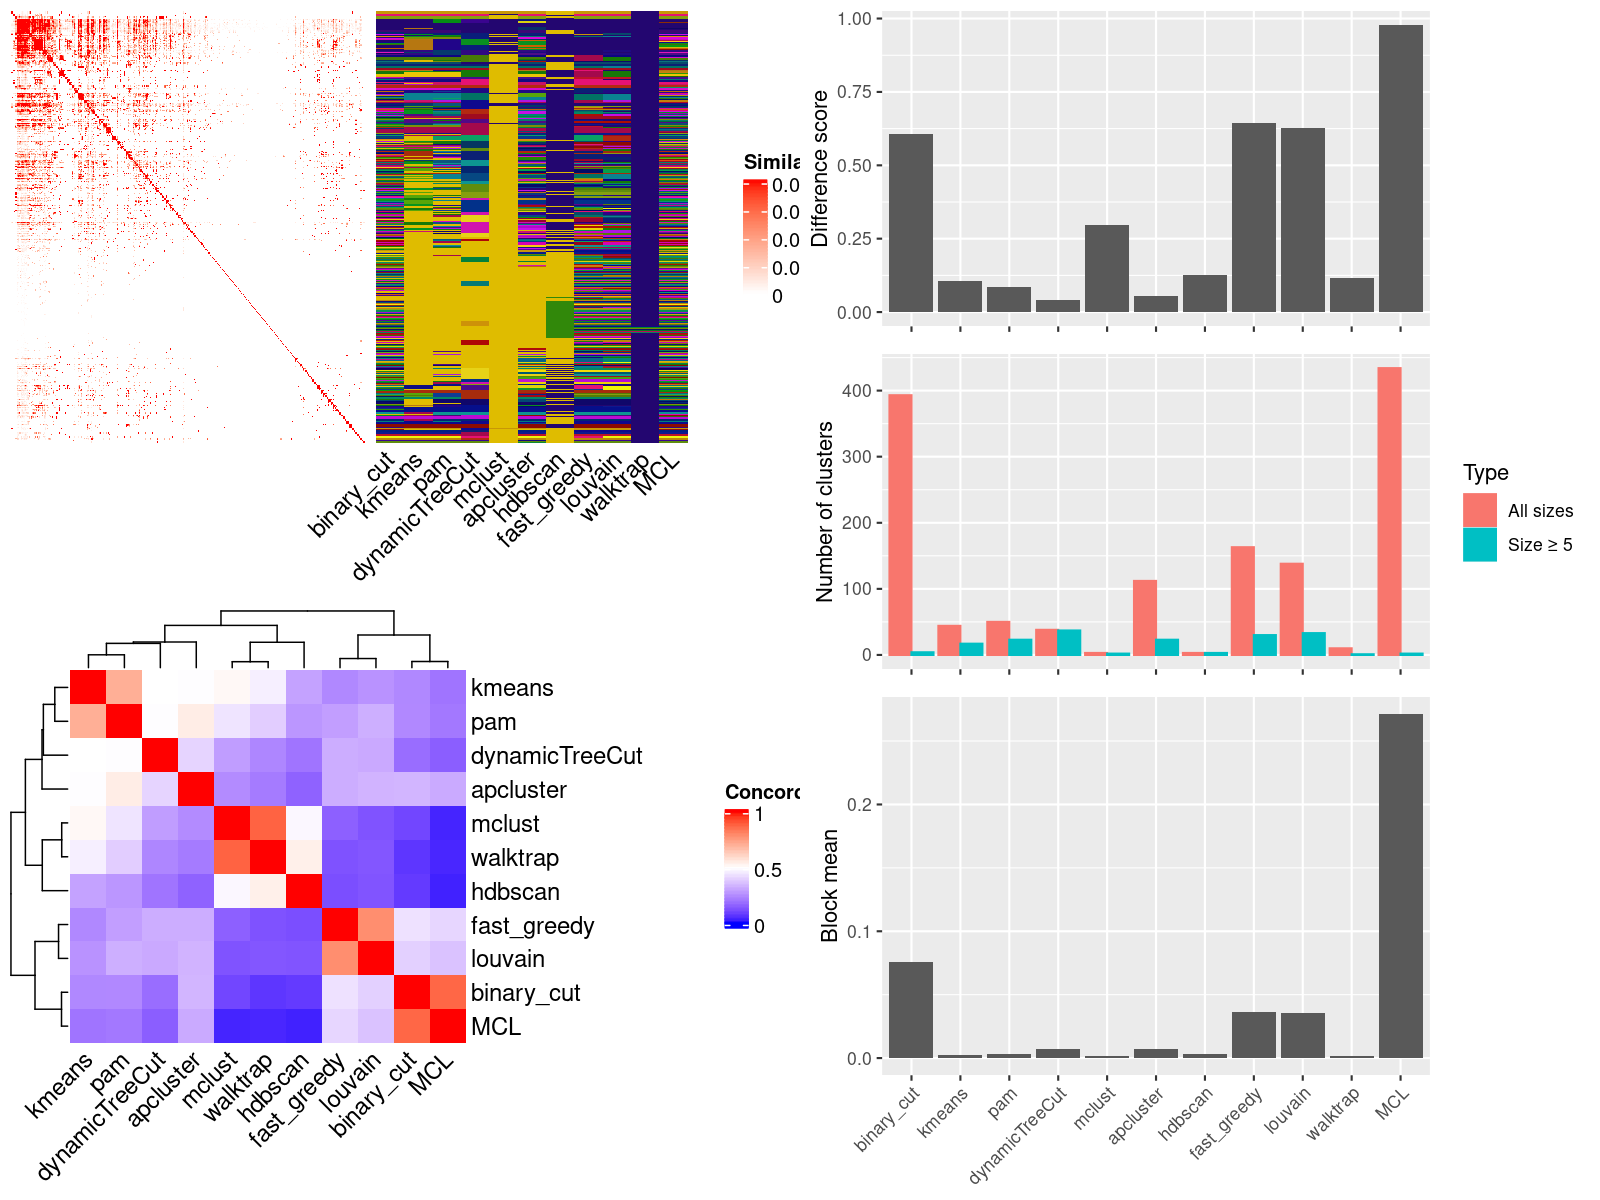 Simila
0.0
0.0
0.0
0.0
0
binary_cut
kmeans
pam
dynamicTreeCut
mclust
apcluster
hdbscan
fast_greedy
louvain
walktrap
MCL
kmeans
pam
dynamicTreeCut
apcluster
mclust
walktrap
hdbscan
fast_greedy
louvain
binary_cut
MCL
kmeans
pam
dynamicTreeCut
apcluster
mclust
walktrap
hdbscan
fast_greedy
louvain
binary_cut
MCL
Concord
1
0.5
0
Difference score
1.00
0.75
0.50
0.25
0.00
Number of clusters
400
300
200
100
0
Type
All sizes
Size ≥ 5
Block mean
0.2
0.1
0.0
binary_cut
kmeans
pam
dynamicTreeCut
mclust
apcluster
hdbscan
fast_greedy
louvain
walktrap
MCL